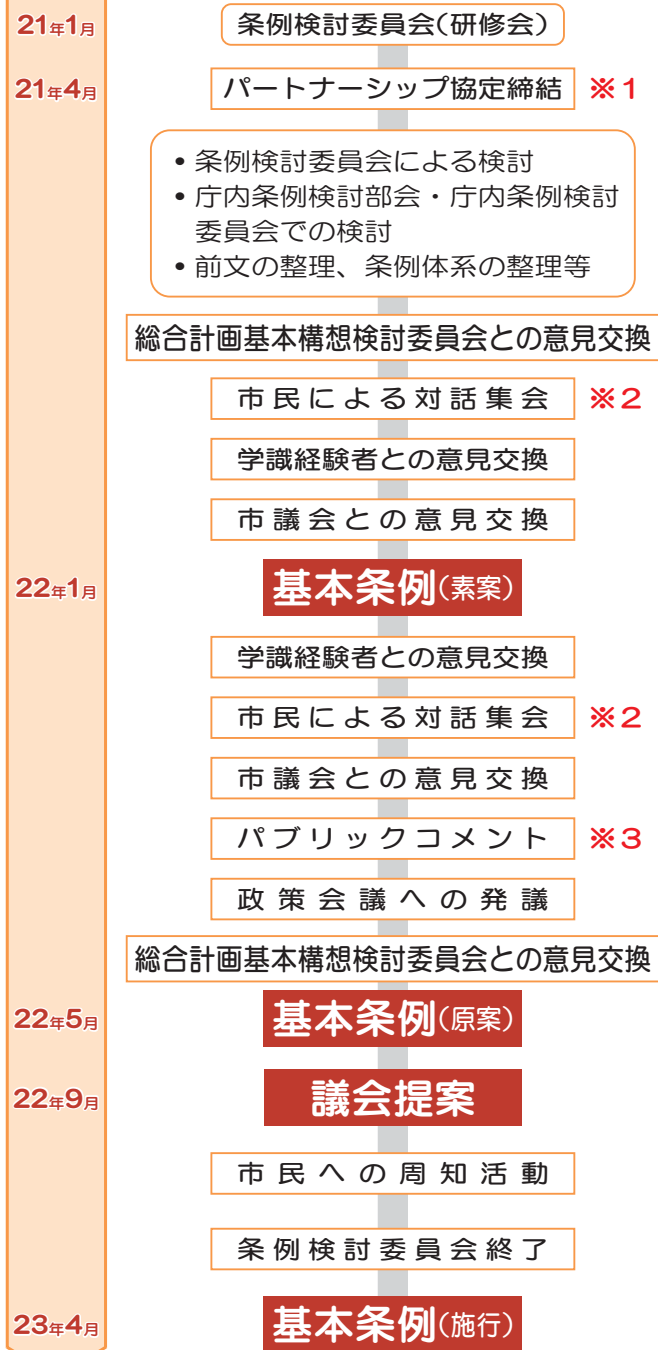 21年1月 条例検討委員会(研修会)
21年4月 パートナーシップ協定締結 ※1
•条例検討委員会による検討
•庁内条例検討部会・庁内条例検討
委員会での検討
•前文の整理、条例体系の整理等
総合計画基本構想検討委員会との意見交換
市民による対話集会 ※2
学識経験者との意見交換
市議会との意見交換
22年1月 基本条例(素案)
学識経験者との意見交換
市民による対話集会 ※2
市議会との意見交換
パブリックコメント ※3
政策会議への発議
総合計画基本構想検討委員会との意見交換
22年5月 基本条例(原案)
22年9月 議会提案
市民への周知活動
条例検討委員会終了
23年4月 基本条例(施行)